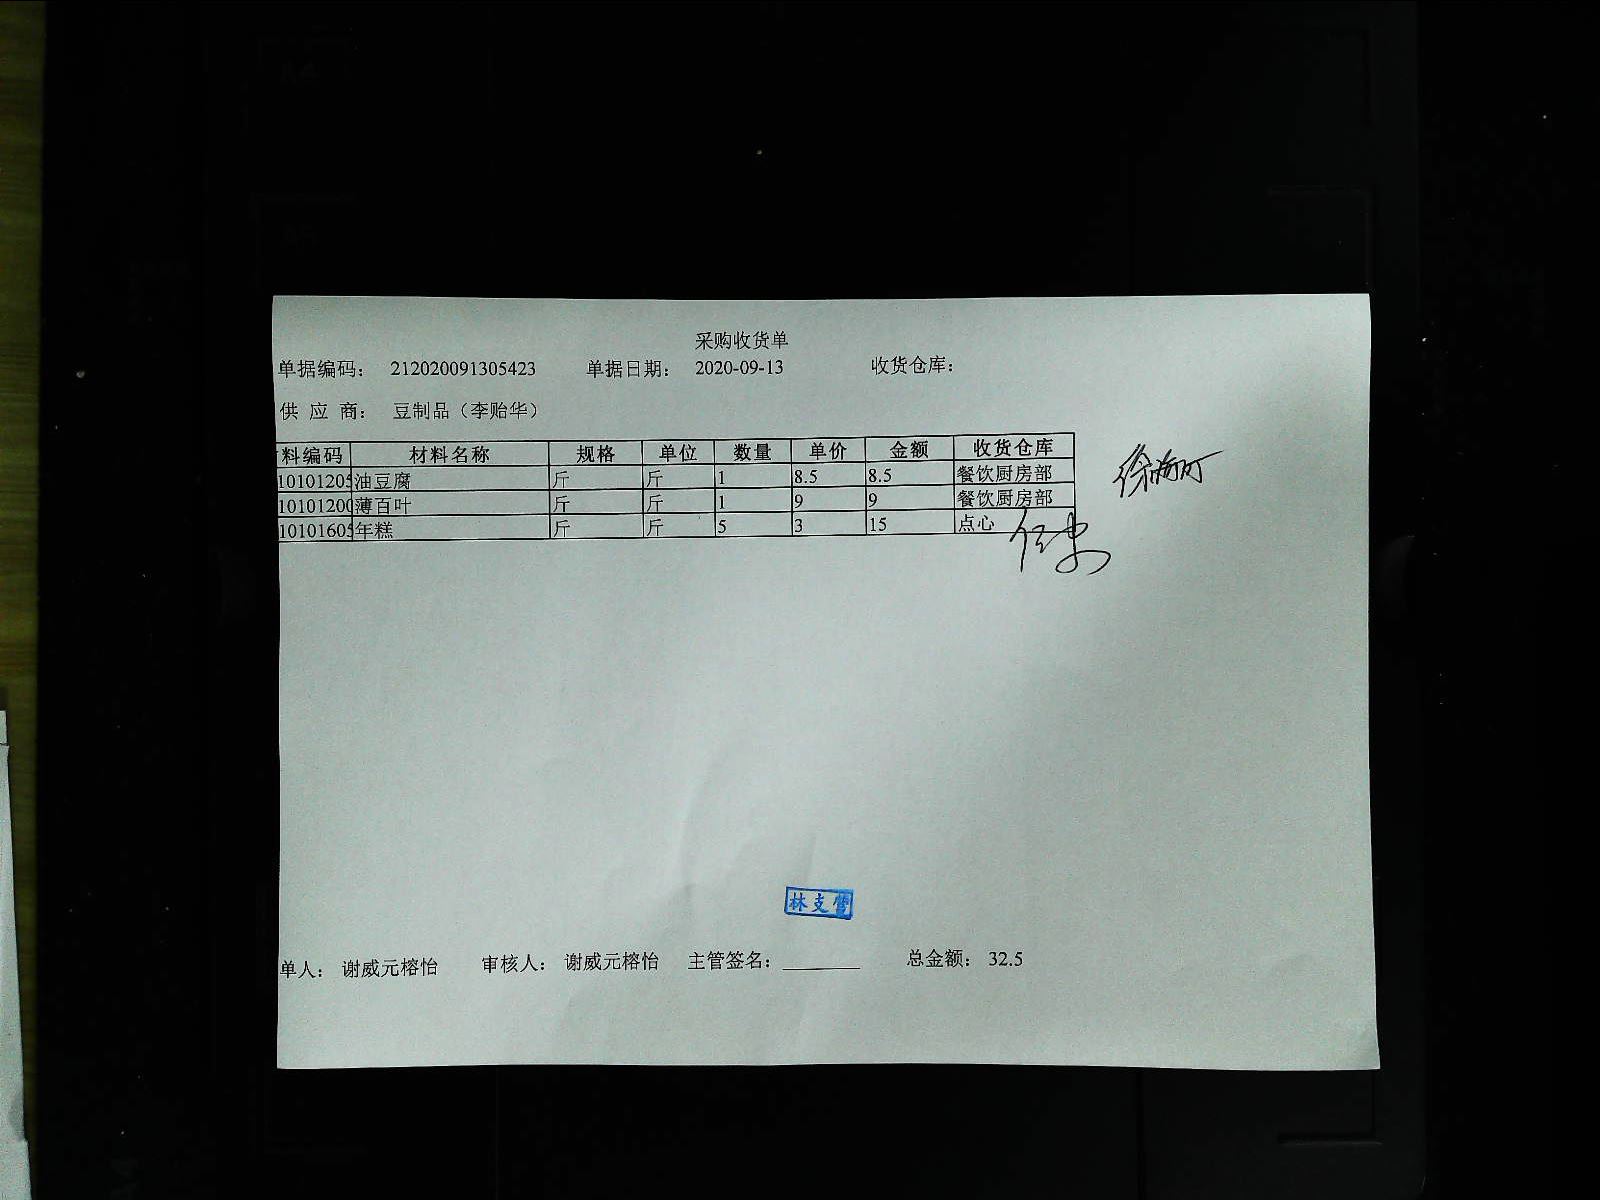 采购收货单
单据编码： 212020091305423 单据日期： 2020-09-13 收货仓库：
供 应 商： 豆制品（李贻华）
料编码 材料名称 规格 单位 数量 单价 金额 收货仓库
10101205 油豆腐 斤 斤 1 8.5 8.5 餐饮厨房部
10101200 薄百叶 斤 斤 1 9 9 餐饮厨房部
10101605 年糕 斤 斤 5 3 15 点心
林支管
单人： 谢威元榕怡 审核人： 谢威元榕怡 主管签名： 总金额： 32.5